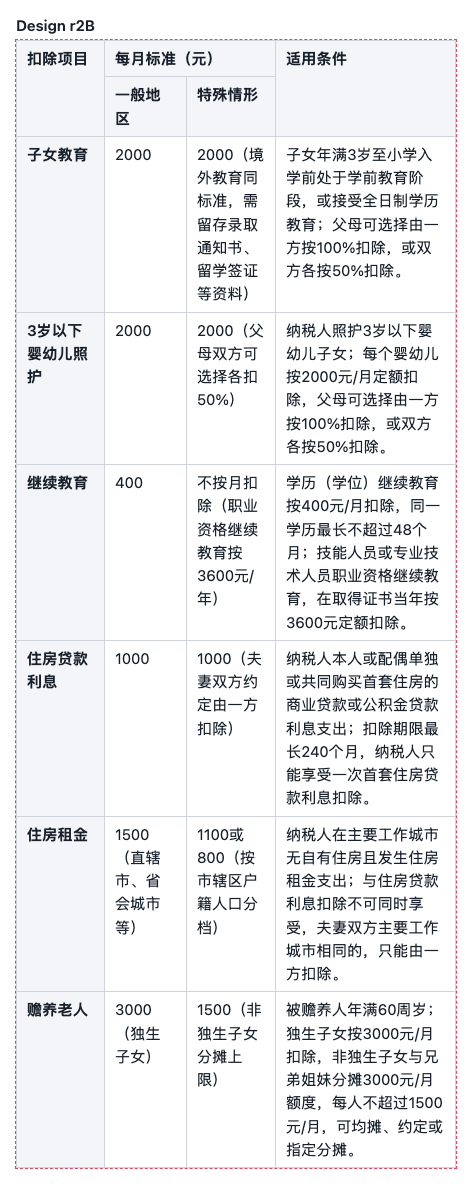 Design r2B
扣除项目
每月标准（元）
适用条件
一般地
区
特殊情形
子女教育
2000
2000（境
外教育同
标准，需
留存录取
通知书、
留学签证
等资料）
子女年满3岁至小学入
学前处于学前教育阶
段，或接受全日制学历
教育；父母可选择由一
方按100%扣除，或双
方各按50%扣除。
3岁以下
婴幼儿照
护
2000
2000（父
母双方可
选择各扣
50%）
纳税人照护3岁以下婴
幼儿子女；每个婴幼儿
按2000元/月定额扣
除，父母可选择由一方
按100%扣除，或双方
各按50%扣除。
继续教育
400
不按月扣
除（职业
资格继续
教育按
3600元/
年）
学历（学位）继续教育
按400元/月扣除，同一
学历最长不超过48个
月；技能人员或专业技
术人员职业资格继续教
育，在取得证书当年按
3600元定额扣除。
住房贷款
利息
1000
1000（夫
妻双方约
定由一方
扣除）
纳税人本人或配偶单独
或共同购买首套住房的
商业贷款或公积金贷款
利息支出；扣除期限最
长240个月，纳税人只
能享受一次首套住房贷
款利息扣除。
住房租金
1500
（直辖
市、省
会城市
等）
1100或
800（按
市辖区户
籍人口分
档）
纳税人在主要工作城市
无自有住房且发生住房
租金支出；与住房贷款
利息扣除不可同时享
受，夫妻双方主要工作
城市相同的，只能由一
方扣除。
赡养老人
3000
（独生
子女）
1500（非
独生子女
分摊上
限）
被赡养人年满60周岁；
独生子女按3000元/月
扣除，非独生子女与兄
弟姐妹分摊3000元/月
额度，每人不超过1500
元/月，可均摊、约定或
指定分摊。